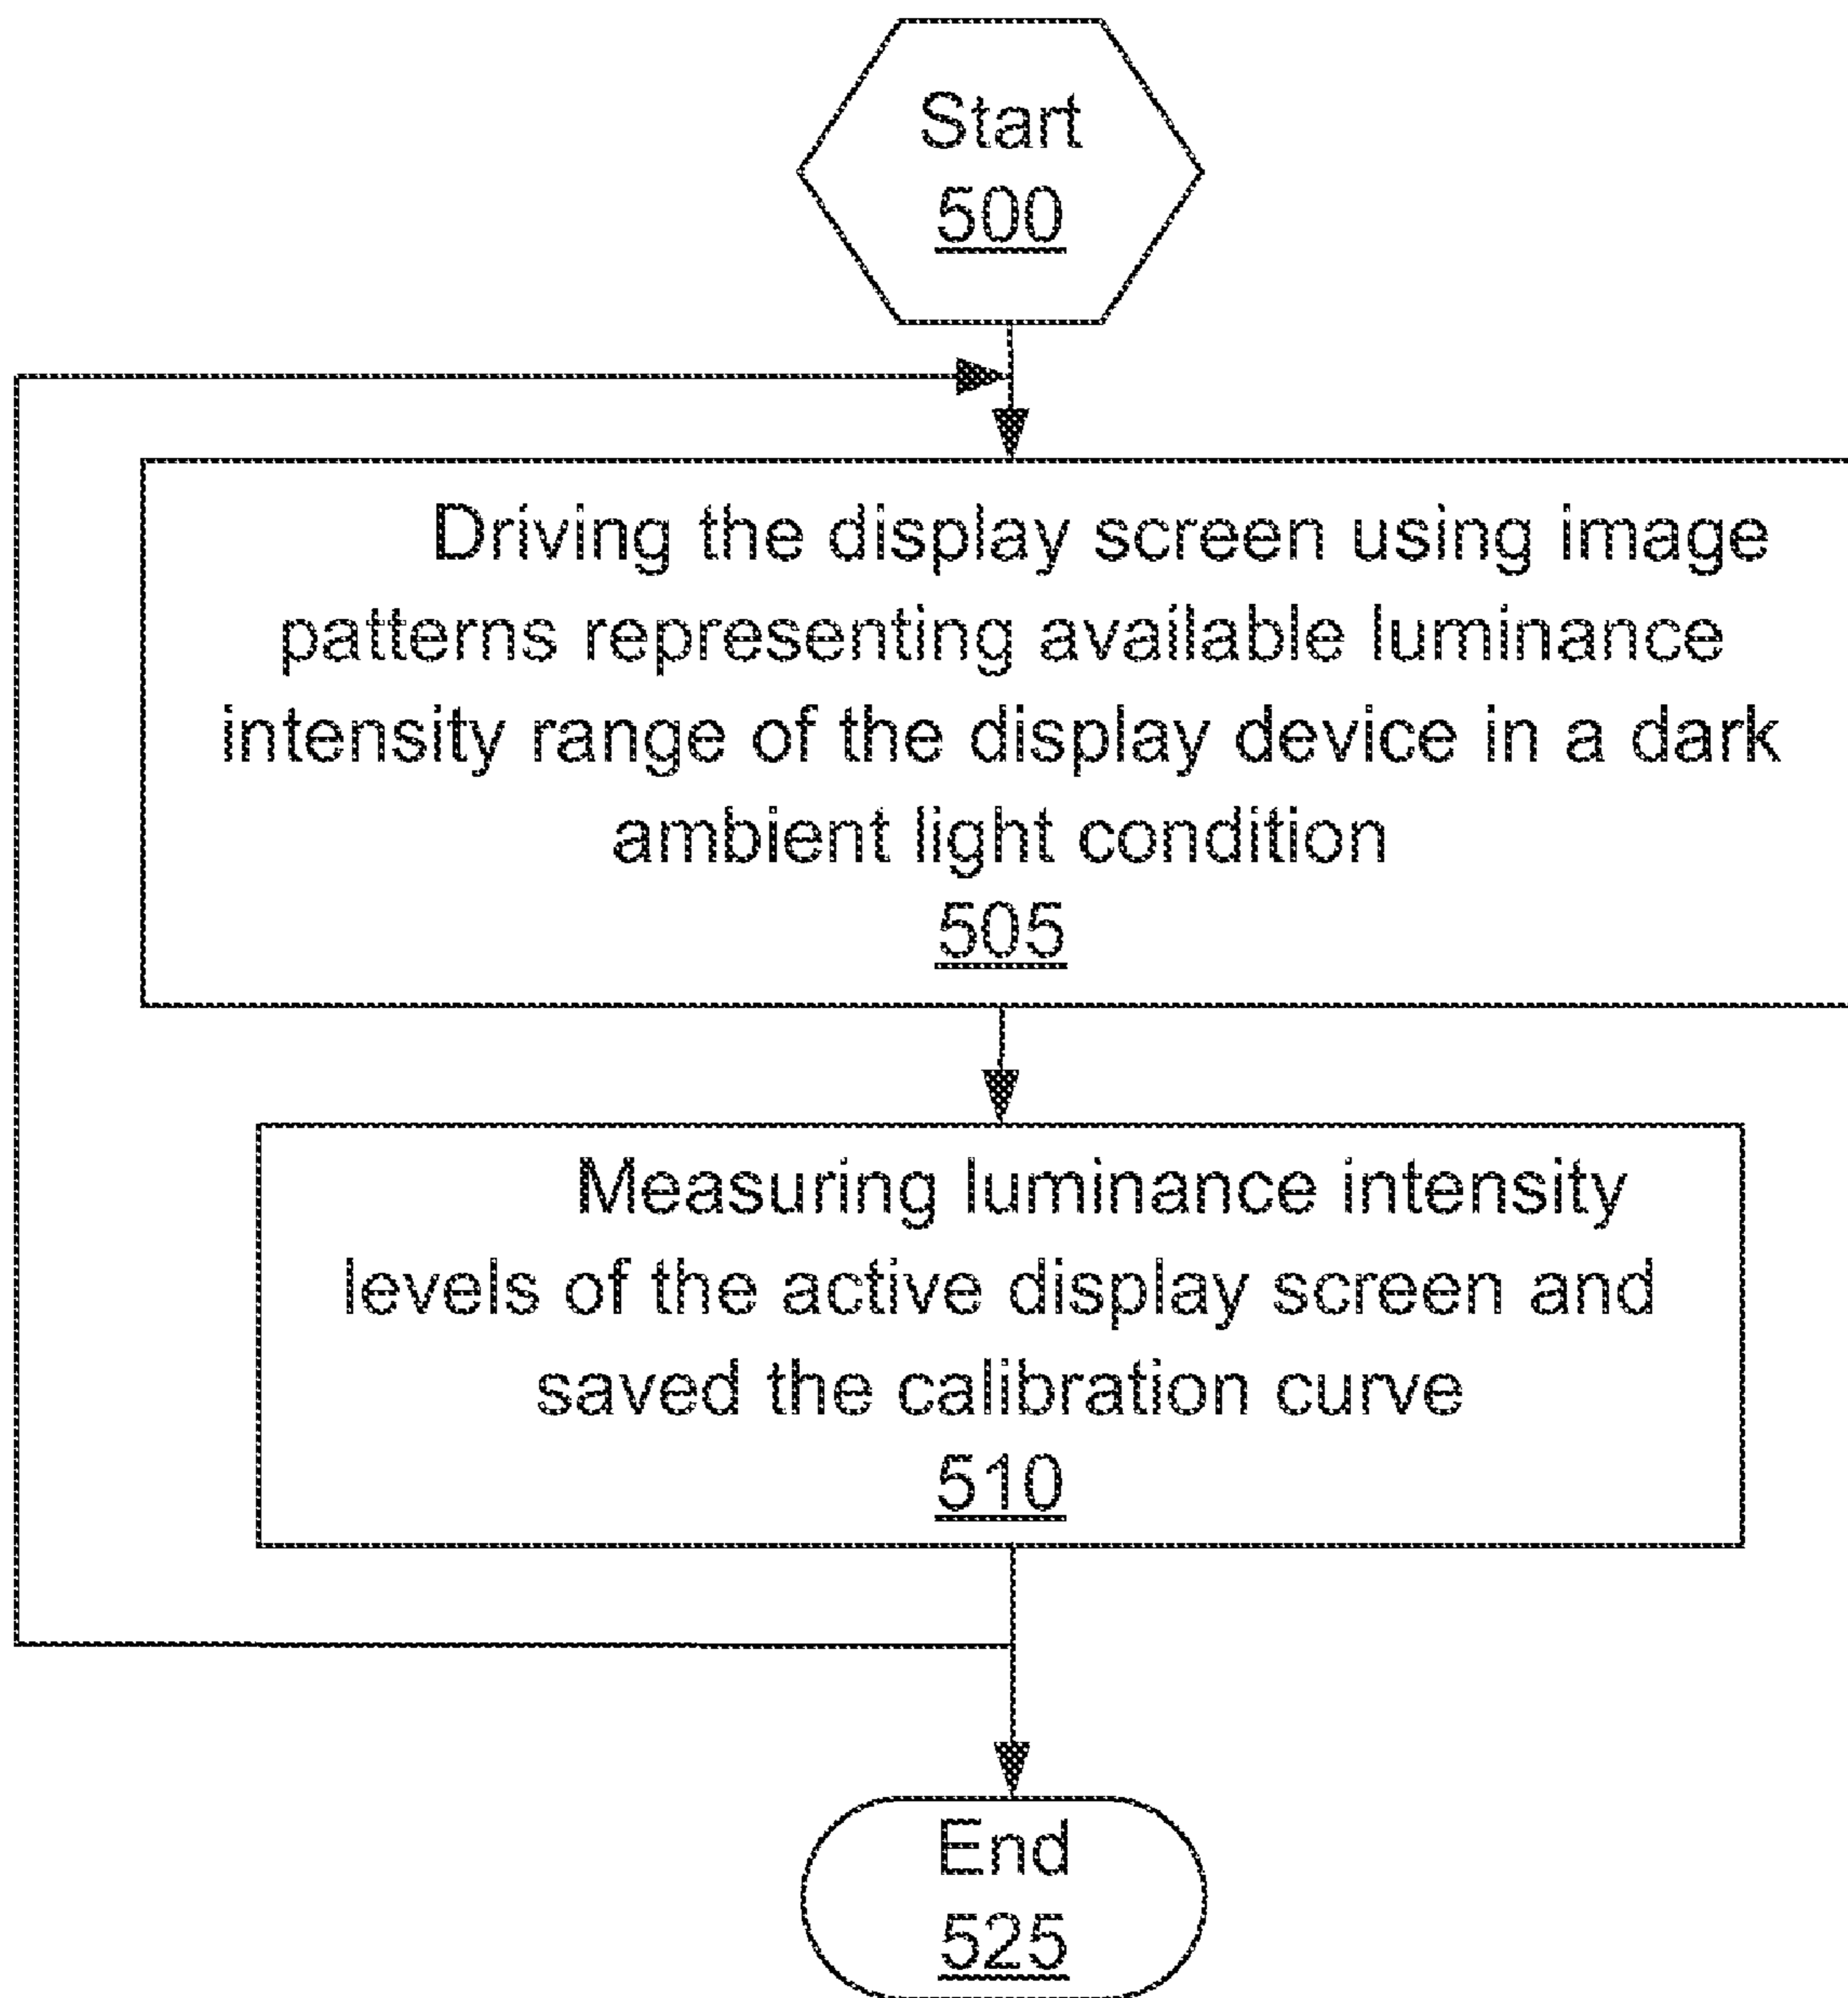 Start
500
Driving the display screen using image
patterns representing available luminance
intensity range of the display device in a dark
ambient light condition
505
Measuring luminance intensity
levels of the active display screen and
saved the calibration curve
510
End
525